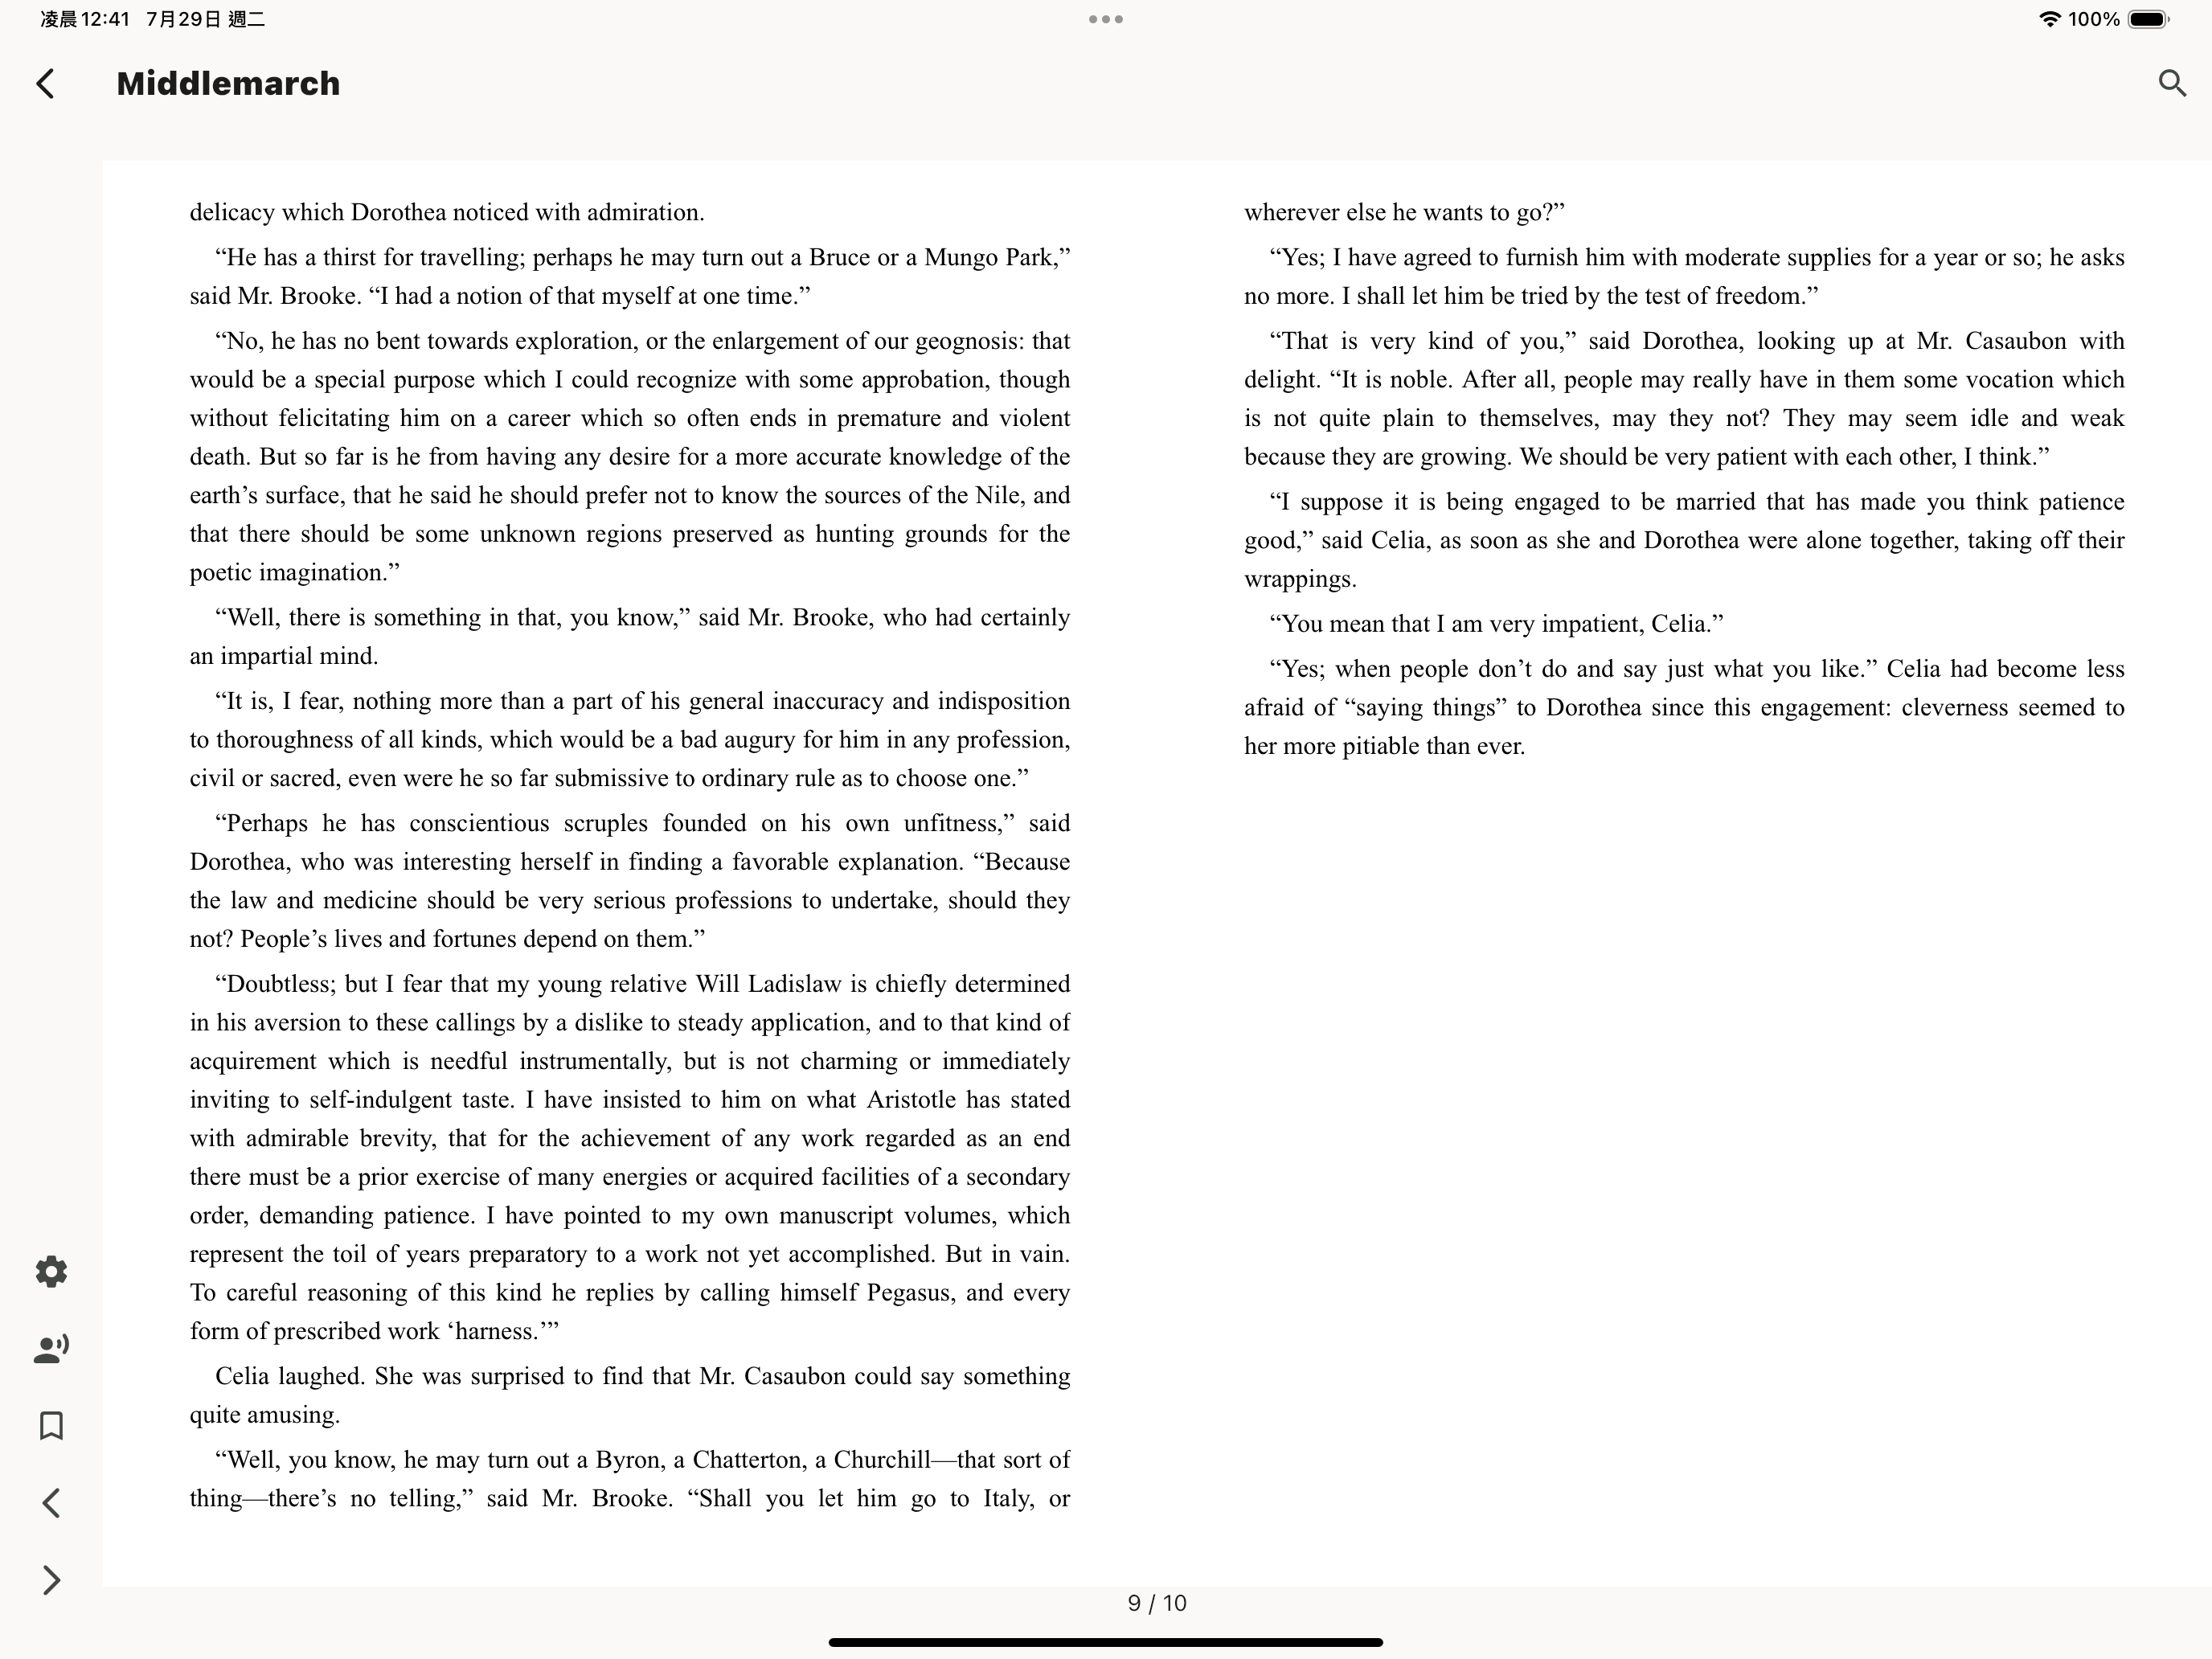 凌晨12:41 7月29日 週二
100%
Middlemarch
delicacy which Dorothea noticed with admiration.
“He has a thirst for travelling; perhaps he may turn out a Bruce or a Mungo Park,”
said Mr. Brooke. “I had a notion of that myself at one time.”
“No, he has no bent towards exploration, or the enlargement of our geognosis: that
would be a special purpose which I could recognize with some approbation, though
without felicitating him on a career which so often ends in premature and violent
death. But so far is he from having any desire for a more accurate knowledge of the
earth’s surface, that he said he should prefer not to know the sources of the Nile, and
that there should be some unknown regions preserved as hunting grounds for the
poetic imagination.”
“Well, there is something in that, you know,” said Mr. Brooke, who had certainly
an impartial mind.
“It is, I fear, nothing more than a part of his general inaccuracy and indisposition
to thoroughness of all kinds, which would be a bad augury for him in any profession,
civil or sacred, even were he so far submissive to ordinary rule as to choose one.”
“Perhaps he has conscientious scruples founded on his own unfitness,” said
Dorothea, who was interesting herself in finding a favorable explanation. “Because
the law and medicine should be very serious professions to undertake, should they
not? People’s lives and fortunes depend on them.”
“Doubtless; but I fear that my young relative Will Ladislaw is chiefly determined
in his aversion to these callings by a dislike to steady application, and to that kind of
acquirement which is needful instrumentally, but is not charming or immediately
inviting to self-indulgent taste. I have insisted to him on what Aristotle has stated
with admirable brevity, that for the achievement of any work regarded as an end
there must be a prior exercise of many energies or acquired facilities of a secondary
order, demanding patience. I have pointed to my own manuscript volumes, which
represent the toil of years preparatory to a work not yet accomplished. But in vain.
To careful reasoning of this kind he replies by calling himself Pegasus, and every
form of prescribed work ‘harness.’”
Celia laughed. She was surprised to find that Mr. Casaubon could say something
quite amusing.
“Well, you know, he may turn out a Byron, a Chatterton, a Churchill—that sort of
thing—there’s no telling,” said Mr. Brooke. “Shall you let him go to Italy, or
wherever else he wants to go?”
“Yes; I have agreed to furnish him with moderate supplies for a year or so; he asks
no more. I shall let him be tried by the test of freedom.”
“That is very kind of you,” said Dorothea, looking up at Mr. Casaubon with
delight. “It is noble. After all, people may really have in them some vocation which
is not quite plain to themselves, may they not? They may seem idle and weak
because they are growing. We should be very patient with each other, I think.”
“I suppose it is being engaged to be married that has made you think patience
good,” said Celia, as soon as she and Dorothea were alone together, taking off their
wrappings.
“You mean that I am very impatient, Celia.”
“Yes; when people don’t do and say just what you like.” Celia had become less
afraid of “saying things” to Dorothea since this engagement: cleverness seemed to
her more pitiable than ever.
9 / 10